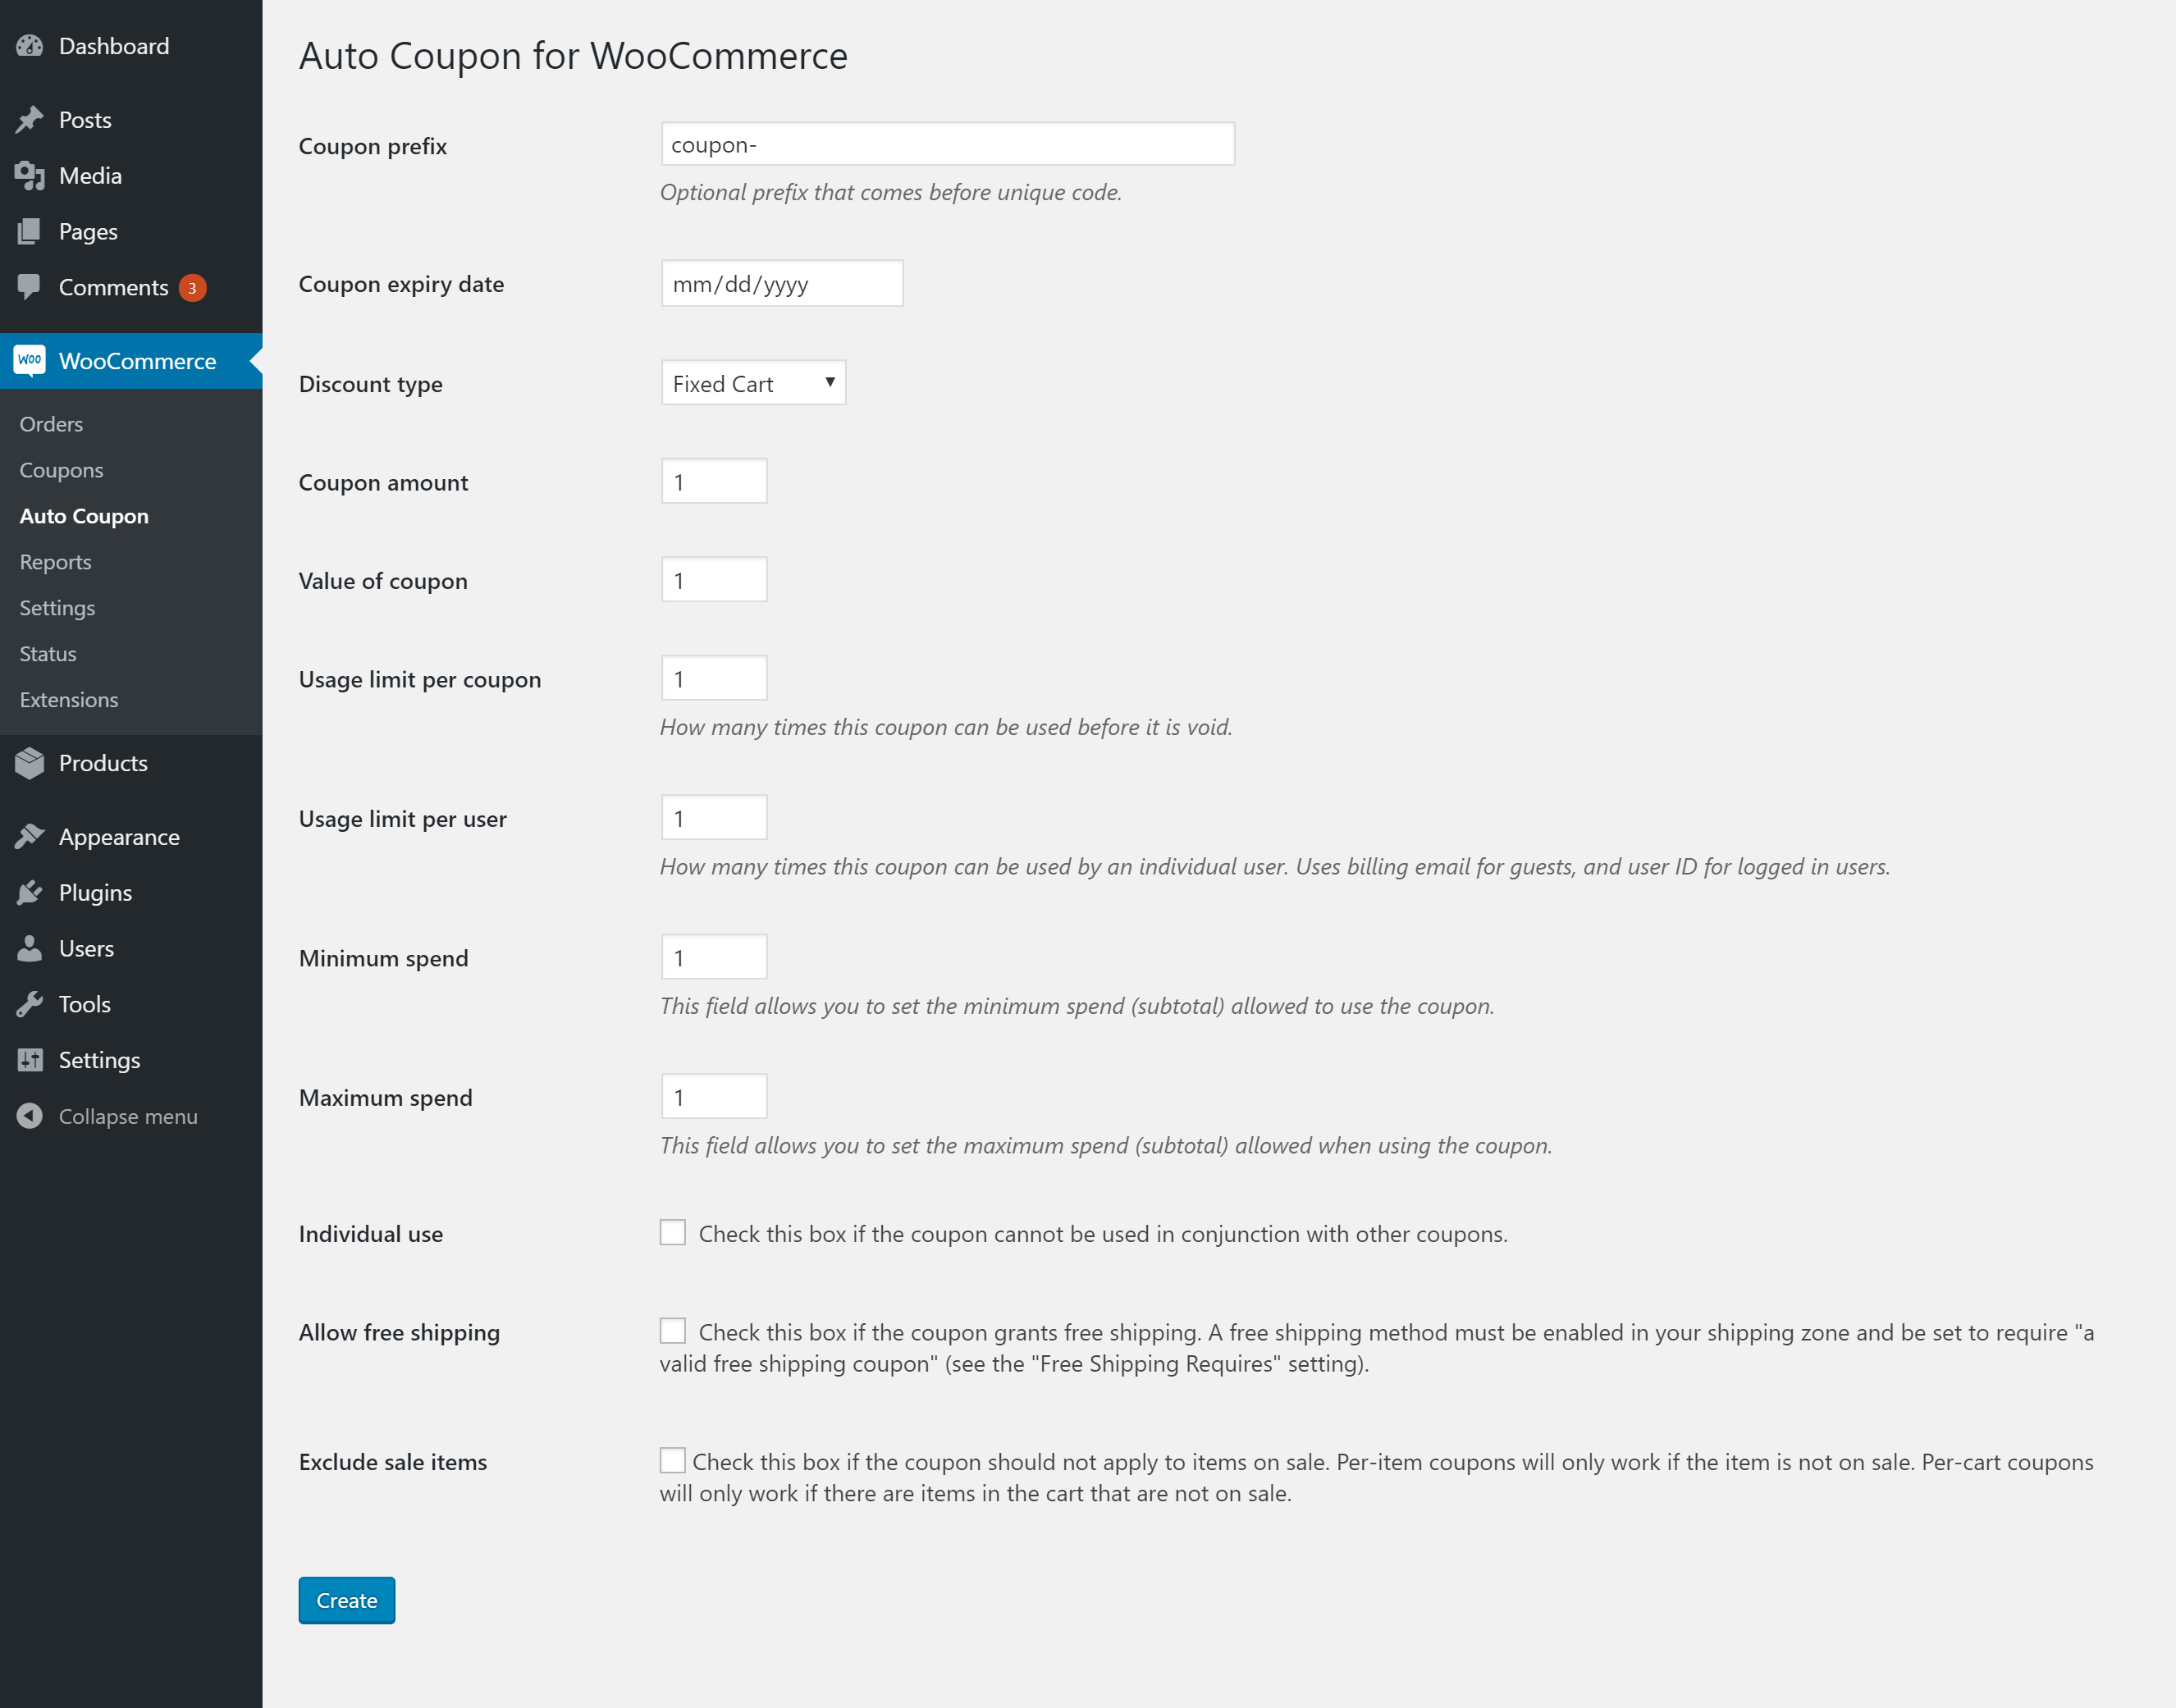 Dashboard
Posts
Media
Pages
Comments 3
WOO WooCommerce
Orders
Coupons
Auto Coupon
Reports
Settings
Status
Extensions
Products
Appearance
Plugins
Users
Tools
Settings
Collapse menu
Auto Coupon for WooCommerce
Coupon prefix
coupon-
Optional prefix that comes before unique code.
Coupon expiry date
mm/dd/yyyy
Discount type
Fixed Cart
Coupon amount
1
Value of coupon
1
Usage limit per coupon
1
How many times this coupon can be used before it is void.
Usage limit per user
1
How many times this coupon can be used by an individual user. Uses billing email for guests, and user ID for logged in users.
Minimum spend
1
This field allows you to set the minimum spend (subtotal) allowed to use the coupon.
Maximum spend
1
This field allows you to set the maximum spend (subtotal) allowed when using the coupon.
Individual use
Check this box if the coupon cannot be used in conjunction with other coupons.
Allow free shipping
Check this box if the coupon grants free shipping. A free shipping method must be enabled in your shipping zone and be set to require "a
valid free shipping coupon" (see the "Free Shipping Requires" setting).
Exclude sale items
Check this box if the coupon should not apply to items on sale. Per-item coupons will only work if the item is not on sale. Per-cart coupons
will only work if there are items in the cart that are not on sale.
Create